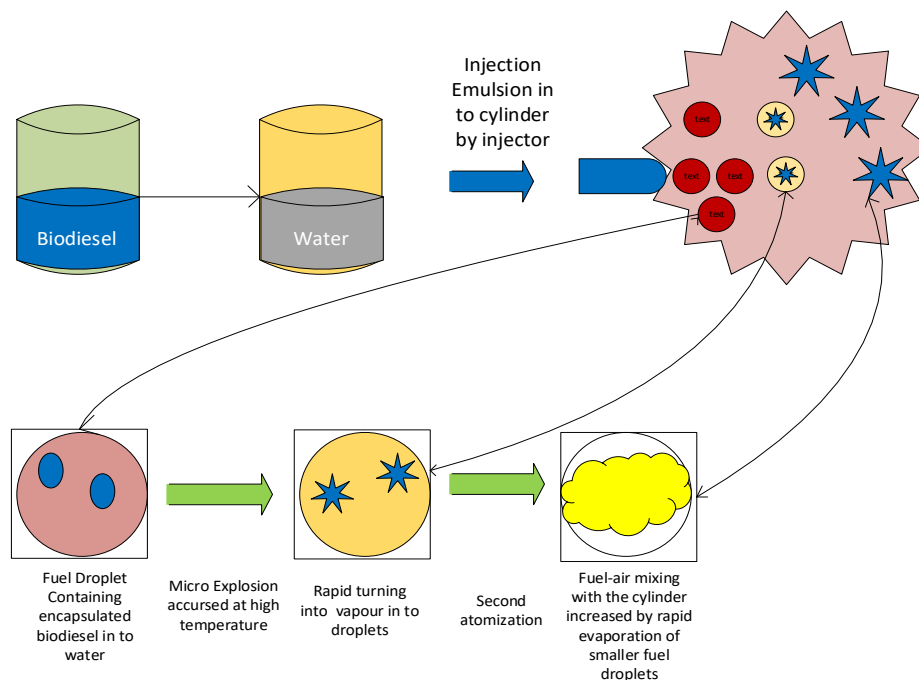 Injection
Emulsion in
to cylinder
by injector
Biodiesel
Water
text
text
text
text
Fuel Droplet
Containing
encapsulated
biodiesel in to
water
Micro Explosion
accursed at high
temperature
Rapid turning
into vapour in to
droplets
Second
atomization
Fuel-air mixing
with the cylinder
increased by rapid
evaporation of
smaller fuel
droplets